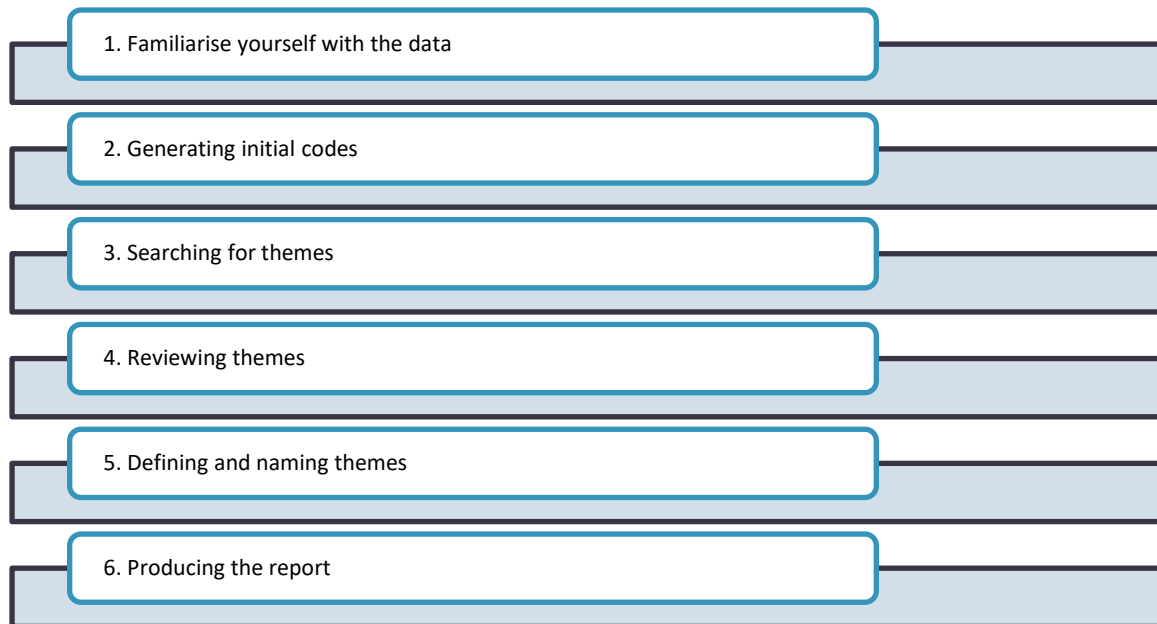 1. Familiarise yourself with the data
2. Generating initial codes
3. Searching for themes
4. Reviewing themes
5. Defining and naming themes
6. Producing the report